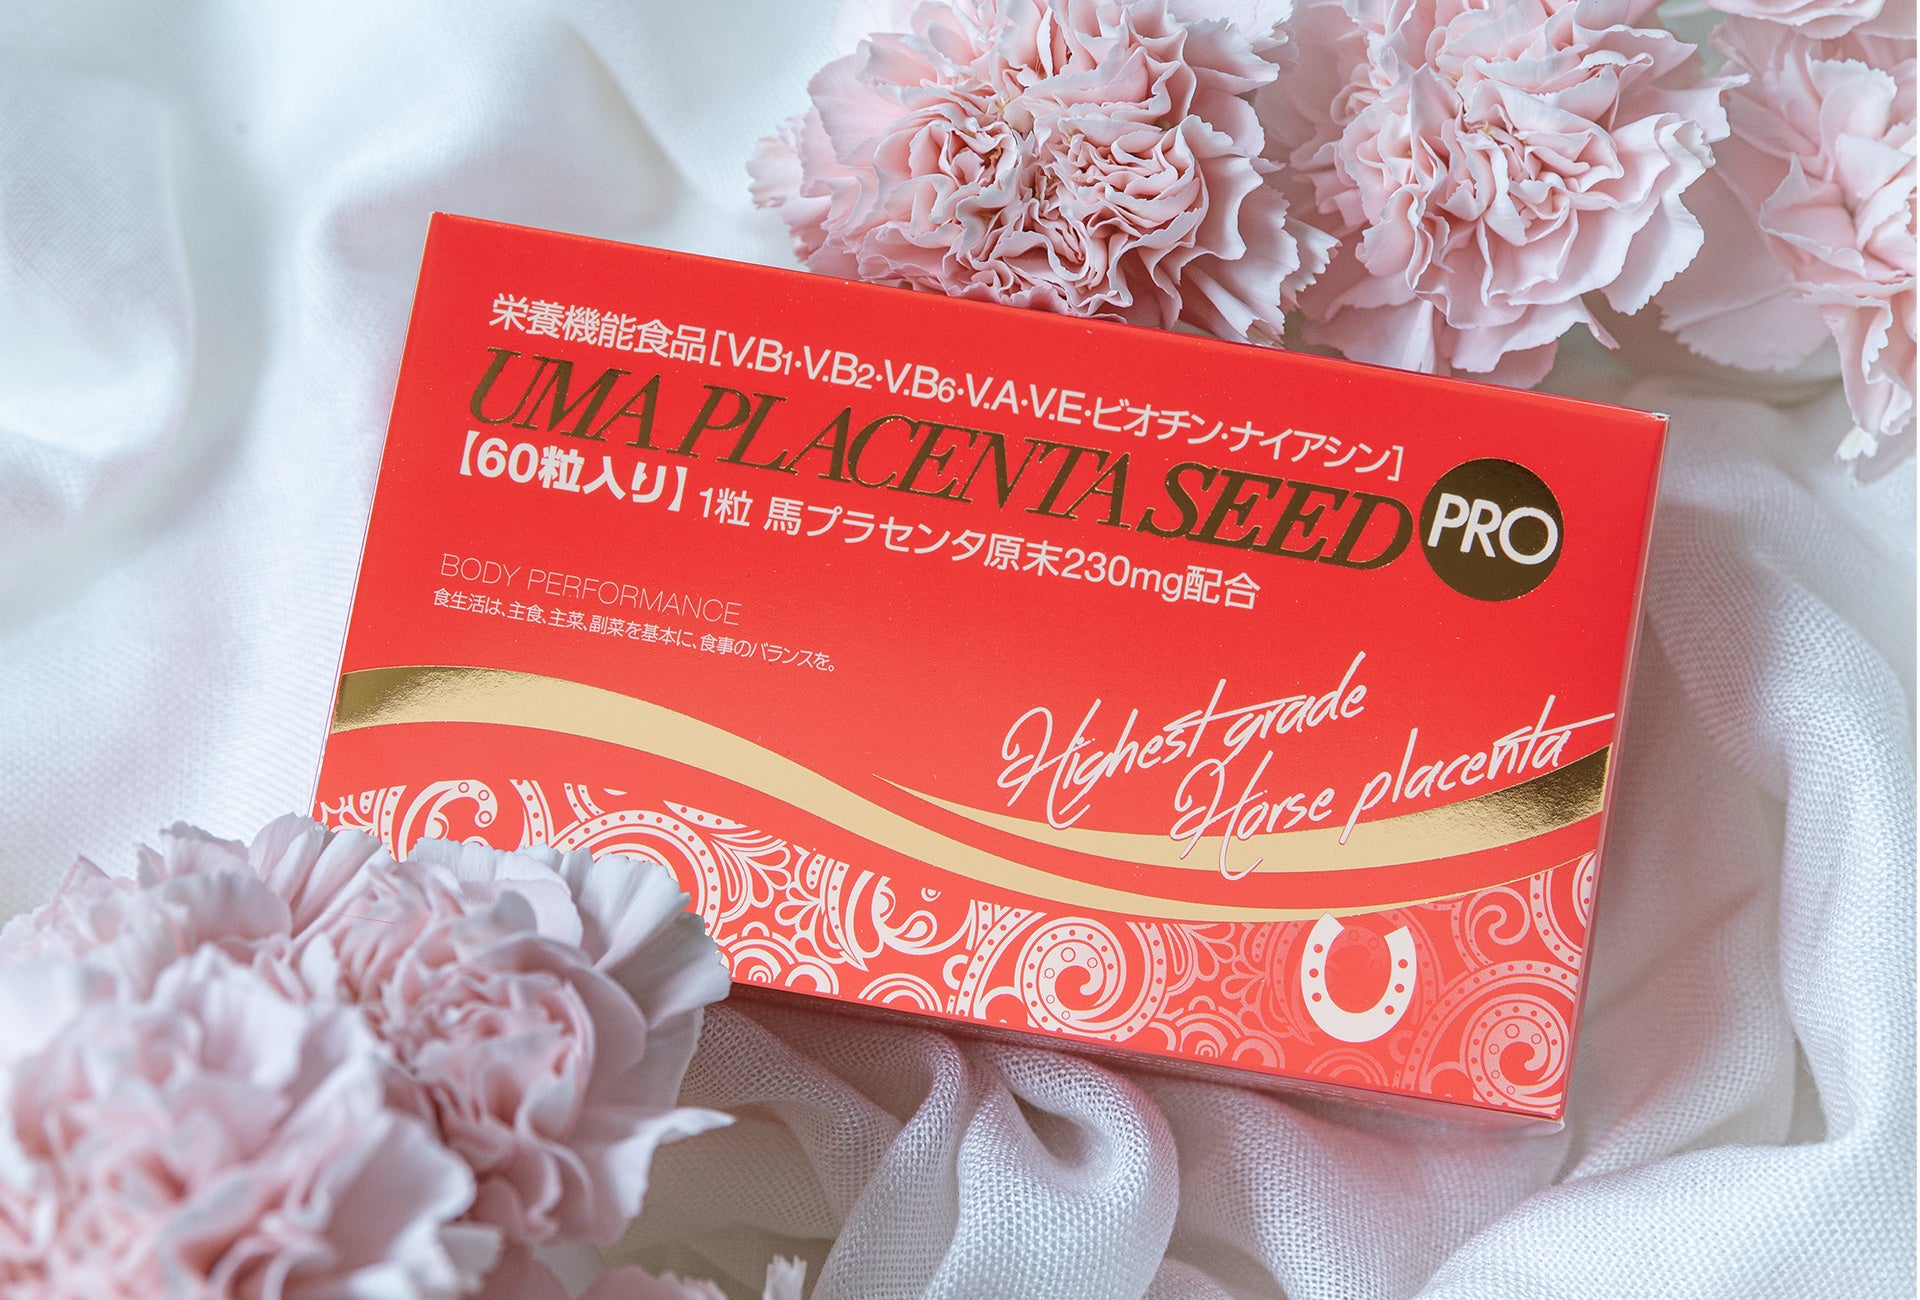 栄養機能食品[V.B1・V.B2・V.B6・V.A・V.E・ビオチン・ナイアシン]
UMA PLACENTA SEED PRO
【60粒入り】1粒 馬プラセンタ原末230mg配合
BODY PERFORMANCE
食生活は、主食、主菜、副菜を基本に、食事のバランスを。
Highest grade
Horse placenta